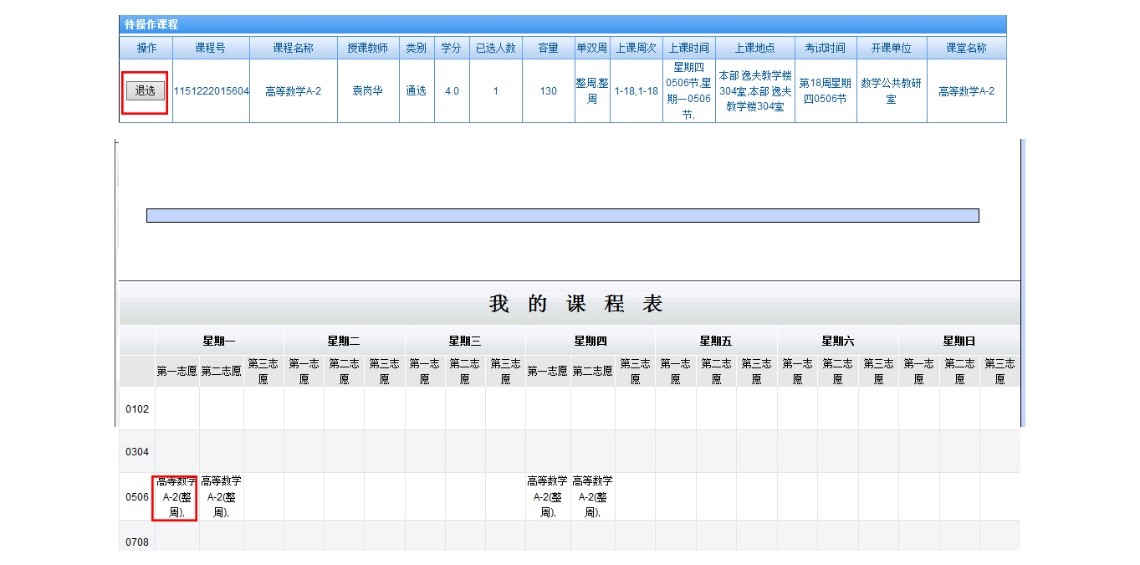 待操作课程
操作 课程号 课程名称 授课教师 类别 学分 已选人数 容量 单双周 上课周次 上课时间 上课地点 考试时间 开课单位 课堂名称
退选 1151222015604 高等数学A-2 袁岗华 通选 4.0 1 130 整周,整周 1-18,1-18 星期四0506节,星期一0506节, 本部 逸夫教学楼304室,本部 逸夫教学楼304室 第18周星期四0506节 数学公共教研室 高等数学A-2
我的课程表
星期一 星期二 星期三 星期四 星期五 星期六 星期日
第一志愿 第二志愿 第三志愿 第一志愿 第二志愿 第三志愿 第一志愿 第二志愿 第三志愿 第一志愿 第二志愿 第三志愿 第一志愿 第二志愿 第三志愿 第一志愿 第二志愿 第三志愿 第一志愿 第二志愿 第三志愿
0102
0304
0506 高等数学A-2(整周), 高等数学A-2(整周), 高等数学A-2(整周), 高等数学A-2(整周),
0708